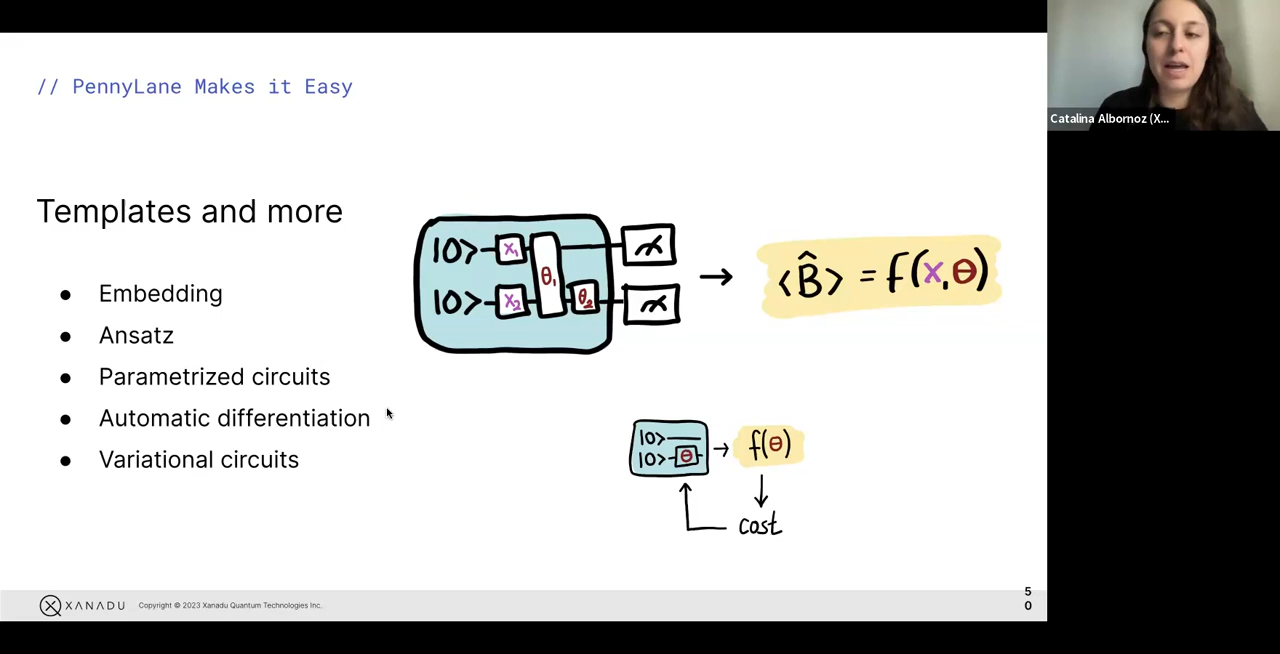 // PennyLane Makes it Easy
Catalina Albornoz (X...
Templates and more
● Embedding
● Ansatz
● Parametrized circuits
● Automatic differentiation
● Variational circuits
|0> x₁
θ₁
|0> x₂ θ₂
→ <B̂> = f(x,θ)
|0>
|0> θ → f(θ)
cost
XANADU Copyright © 2023 Xanadu Quantum Technologies Inc.
5
0